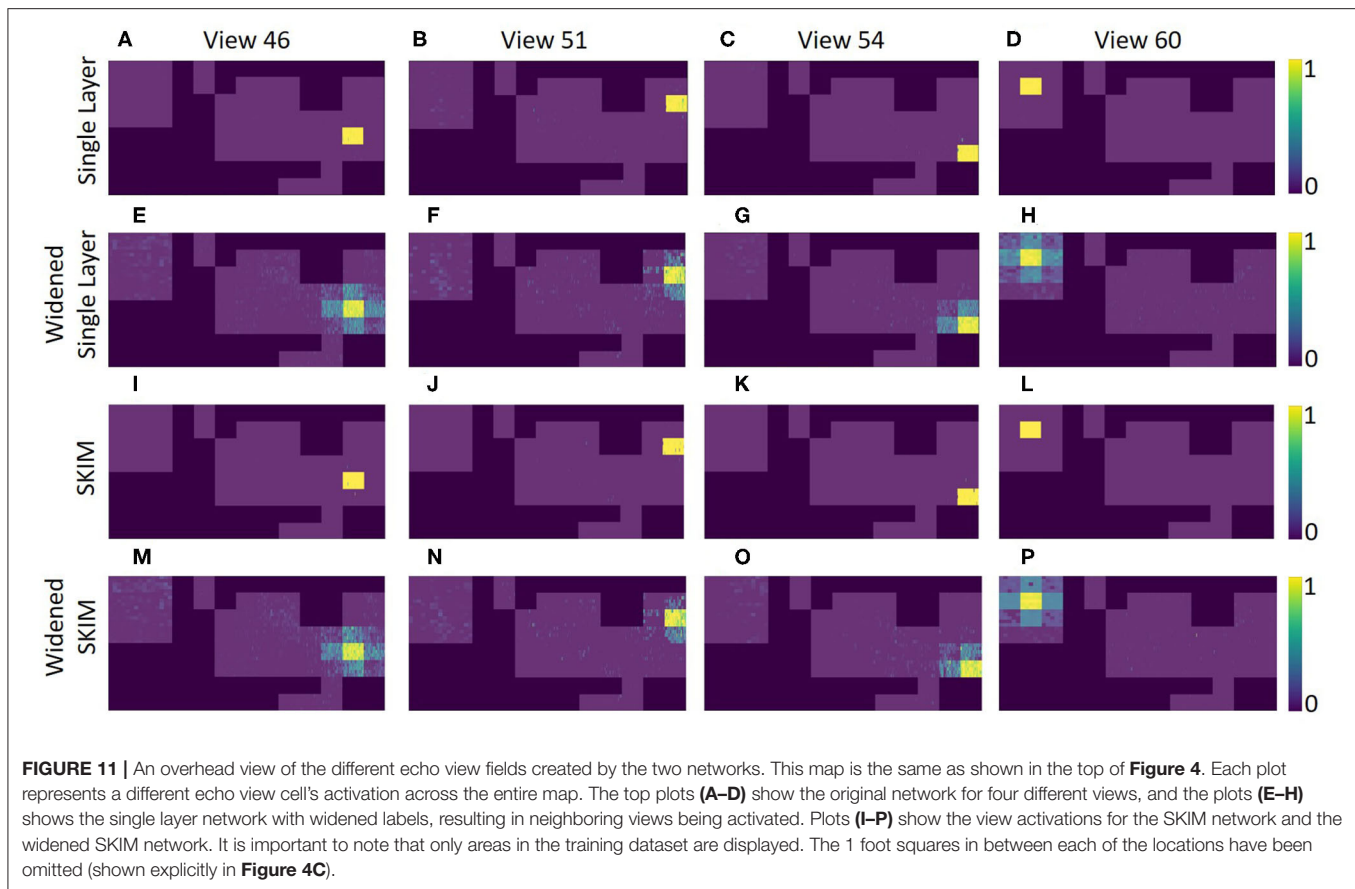 A View 46 B View 51 C View 54 D View 60
Single Layer
1
0
E F G H
Widened Single Layer
1
0
I J K L
SKIM
1
0
M N O P
Widened SKIM
1
0
FIGURE 11 | An overhead view of the different echo view fields created by the two networks. This map is the same as shown in the top of Figure 4. Each plot
represents a different echo view cell's activation across the entire map. The top plots (A–D) show the original network for four different views, and the plots (E–H)
shows the single layer network with widened labels, resulting in neighboring views being activated. Plots (I–P) show the view activations for the SKIM network and the
widened SKIM network. It is important to note that only areas in the training dataset are displayed. The 1 foot squares in between each of the locations have been
omitted (shown explicitly in Figure 4C).